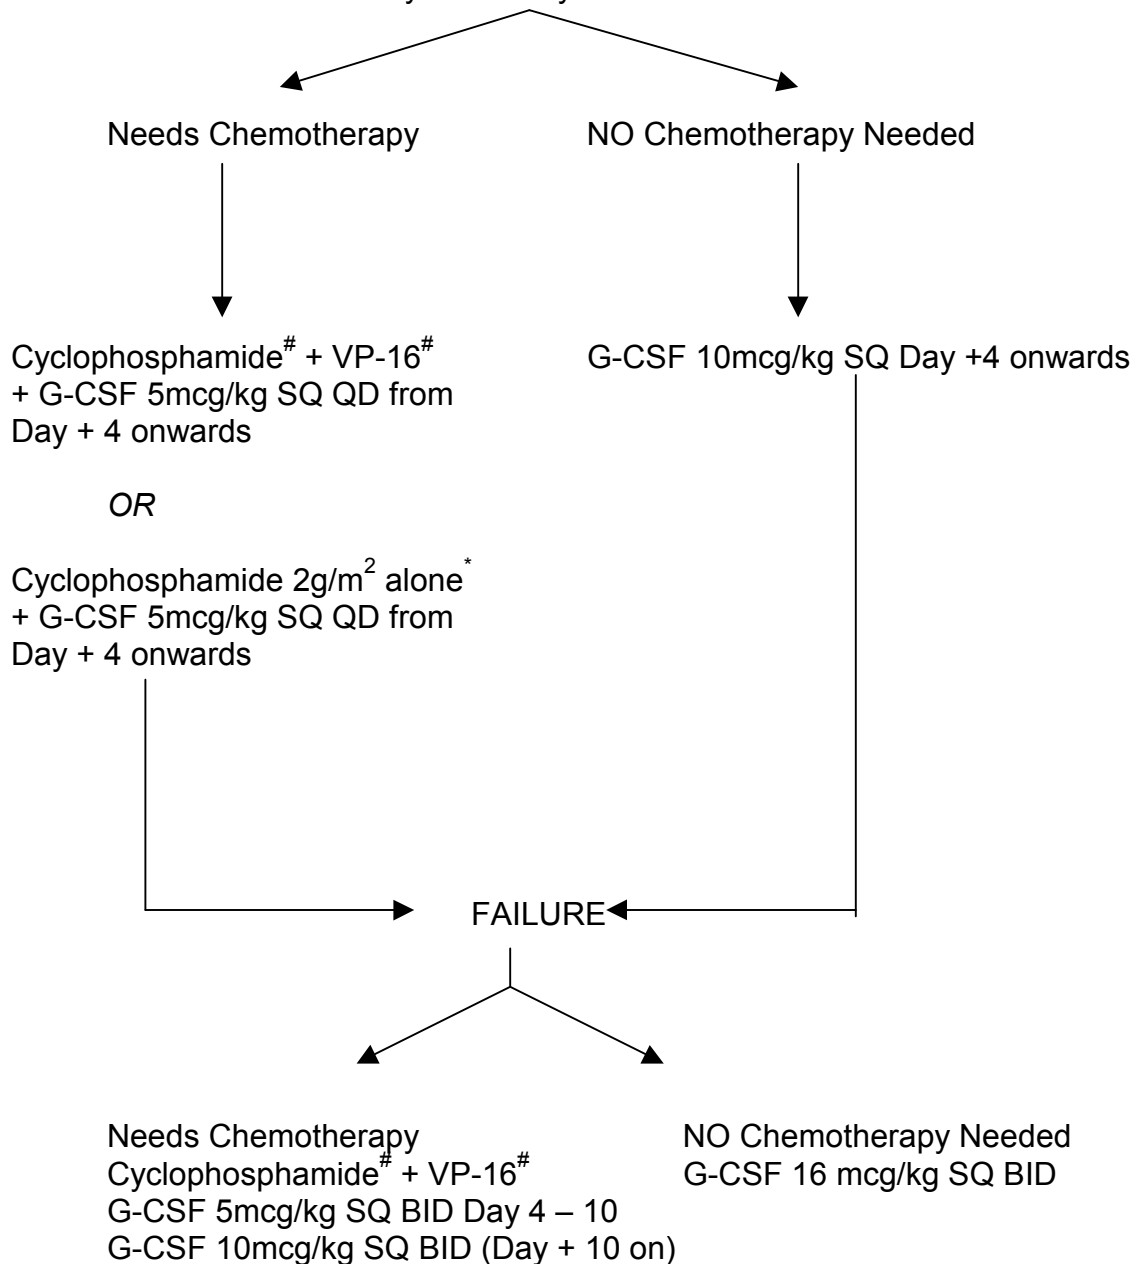 Needs Chemotherapy
NO Chemotherapy Needed
Cyclophosphamide# + VP-16#
+ G-CSF 5mcg/kg SQ QD from
Day + 4 onwards
G-CSF 10mcg/kg SQ Day +4 onwards
OR
Cyclophosphamide 2g/m2 alone*
+ G-CSF 5mcg/kg SQ QD from
Day + 4 onwards
FAILURE
Needs Chemotherapy
Cyclophosphamide# + VP-16#
G-CSF 5mcg/kg SQ BID Day 4 – 10
G-CSF 10mcg/kg SQ BID (Day + 10 on)
NO Chemotherapy Needed
G-CSF 16 mcg/kg SQ BID